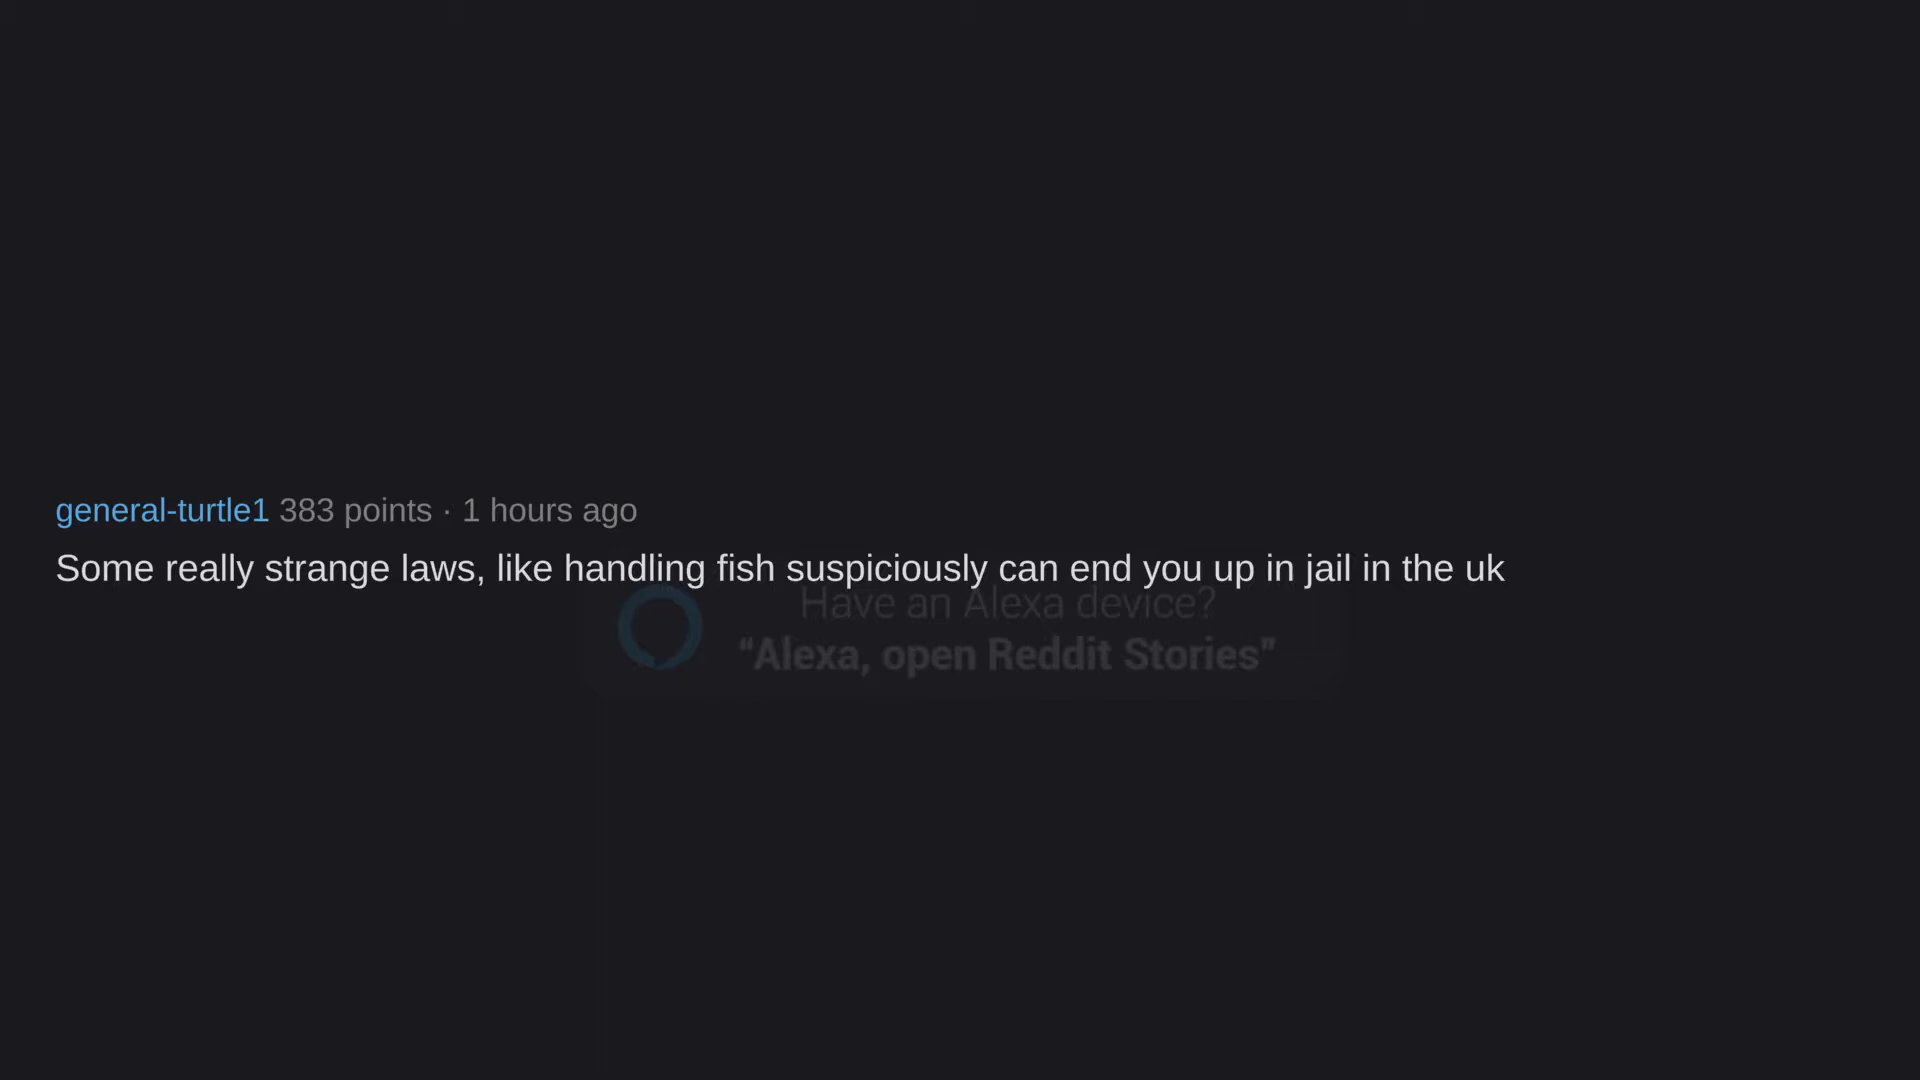 general-turtle1 383 points · 1 hours ago
Some really strange laws, like handling fish suspiciously can end you up in jail in the uk
Have an Alexa device?
“Alexa, open Reddit Stories”